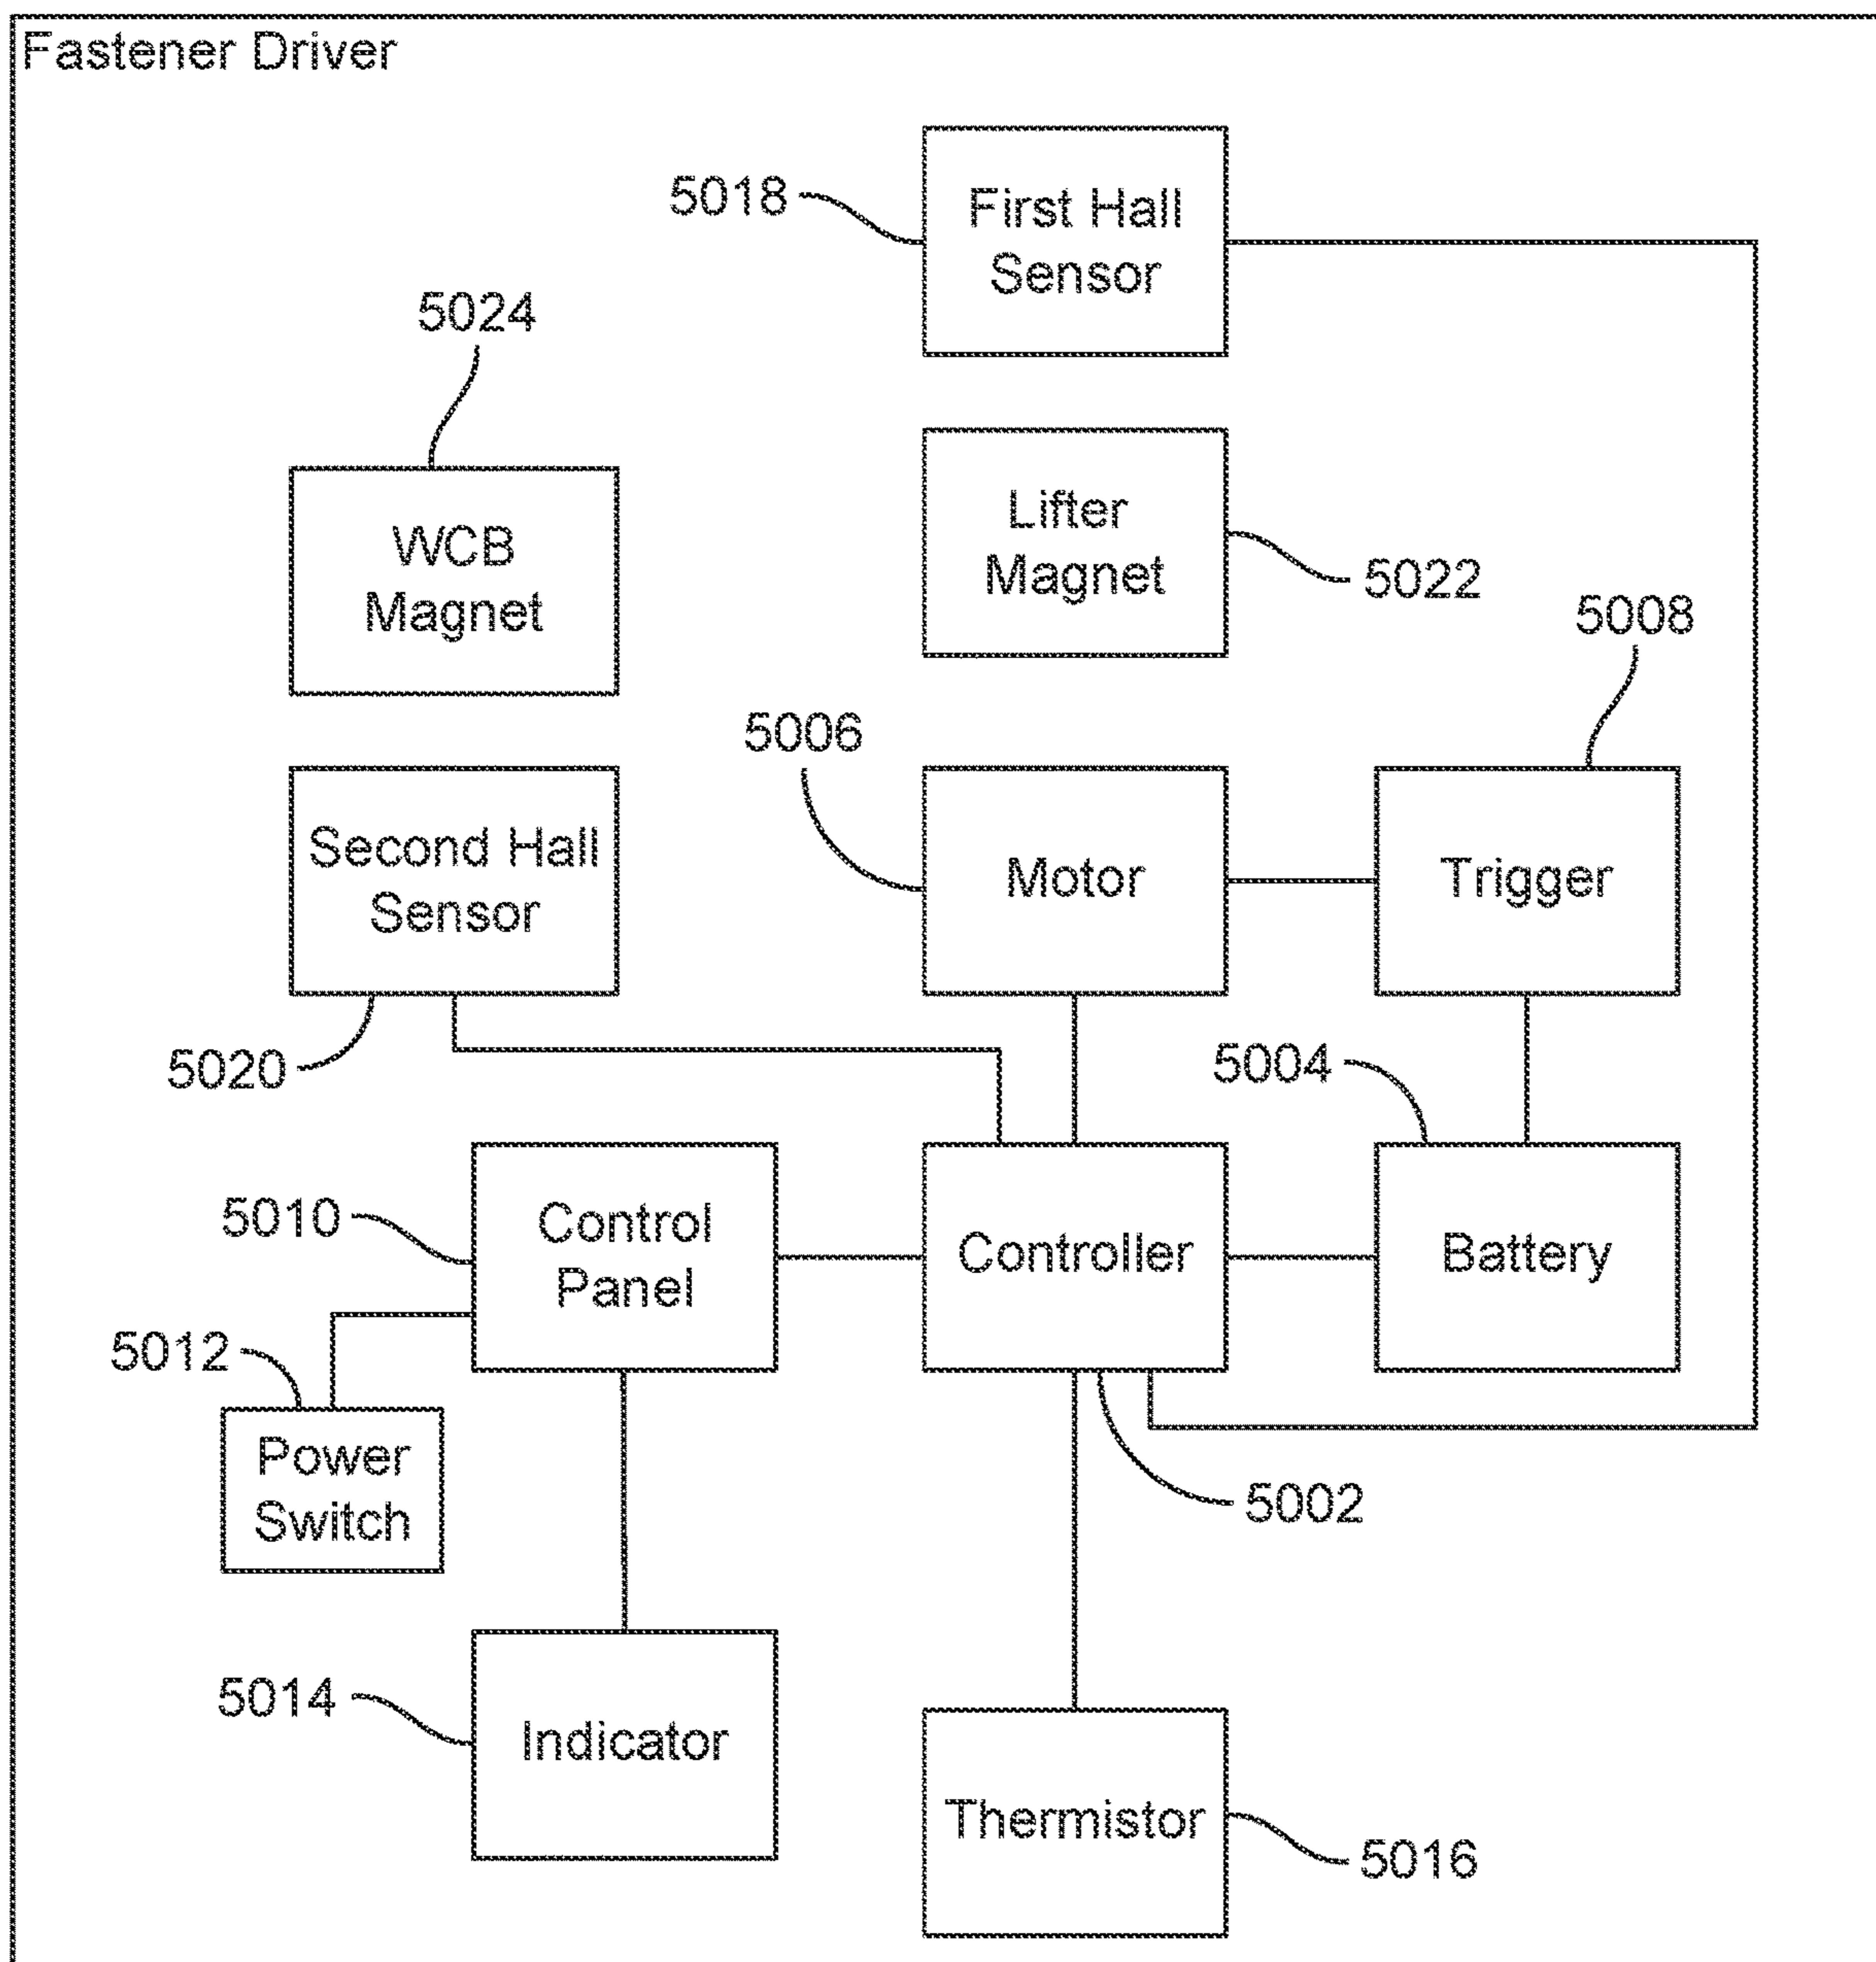 Fastener Driver
5018
First Hall
Sensor
5024
WCB
Magnet
Lifter
Magnet
5022
5008
5006
Second Hall
Sensor
Motor
Trigger
5020
5004
5010
Control
Panel
Controller
Battery
5012
Power
Switch
5002
5014
Indicator
Thermistor
5016